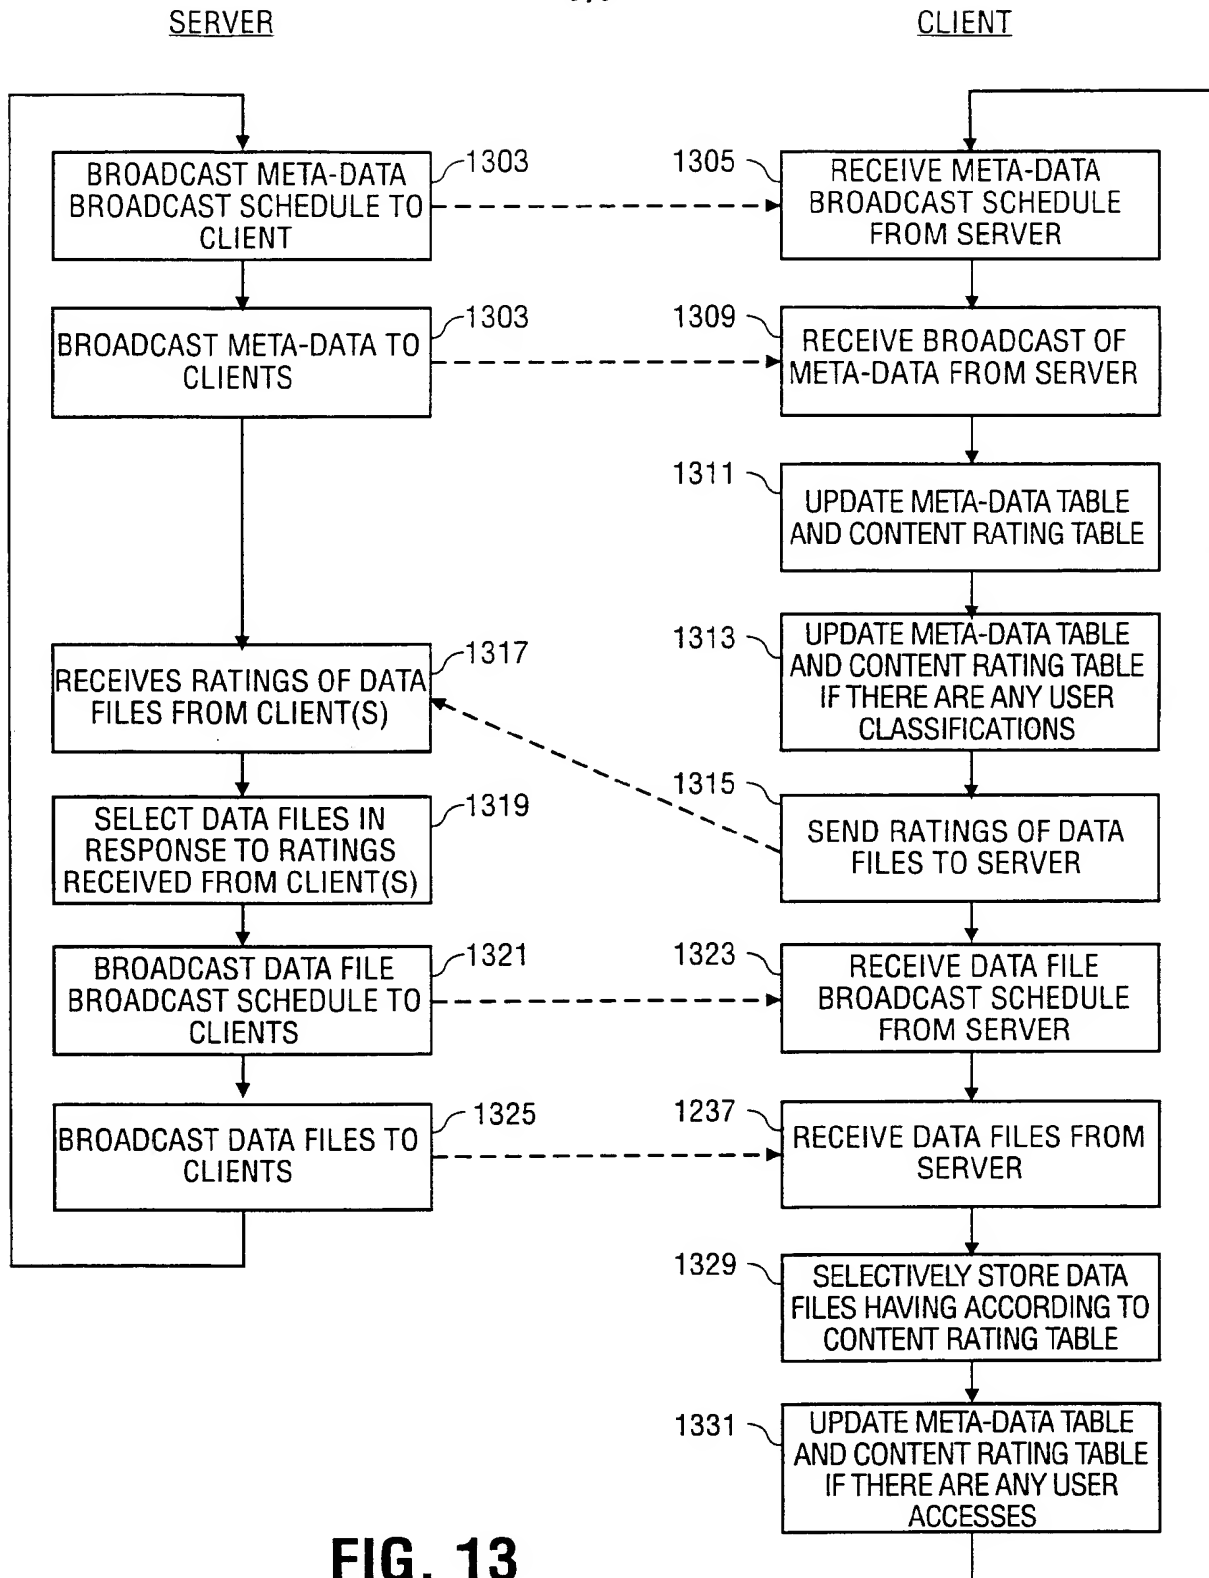 SERVER
CLIENT
BROADCAST META-DATA
BROADCAST SCHEDULE TO
CLIENT
1303
1305
RECEIVE META-DATA
BROADCAST SCHEDULE
FROM SERVER
BROADCAST META-DATA TO
CLIENTS
1303
1309
RECEIVE BROADCAST OF
META-DATA FROM SERVER
1311
UPDATE META-DATA TABLE
AND CONTENT RATING TABLE
1313
UPDATE META-DATA TABLE
AND CONTENT RATING TABLE
IF THERE ARE ANY USER
CLASSIFICATIONS
RECEIVES RATINGS OF DATA
FILES FROM CLIENT(S)
1317
1315
SEND RATINGS OF DATA
FILES TO SERVER
SELECT DATA FILES IN
RESPONSE TO RATINGS
RECEIVED FROM CLIENT(S)
1319
BROADCAST DATA FILE
BROADCAST SCHEDULE TO
CLIENTS
1321
1323
RECEIVE DATA FILE
BROADCAST SCHEDULE
FROM SERVER
BROADCAST DATA FILES TO
CLIENTS
1325
1237
RECEIVE DATA FILES FROM
SERVER
1329
SELECTIVELY STORE DATA
FILES HAVING ACCORDING TO
CONTENT RATING TABLE
1331
UPDATE META-DATA TABLE
AND CONTENT RATING TABLE
IF THERE ARE ANY USER
ACCESSES
FIG. 13